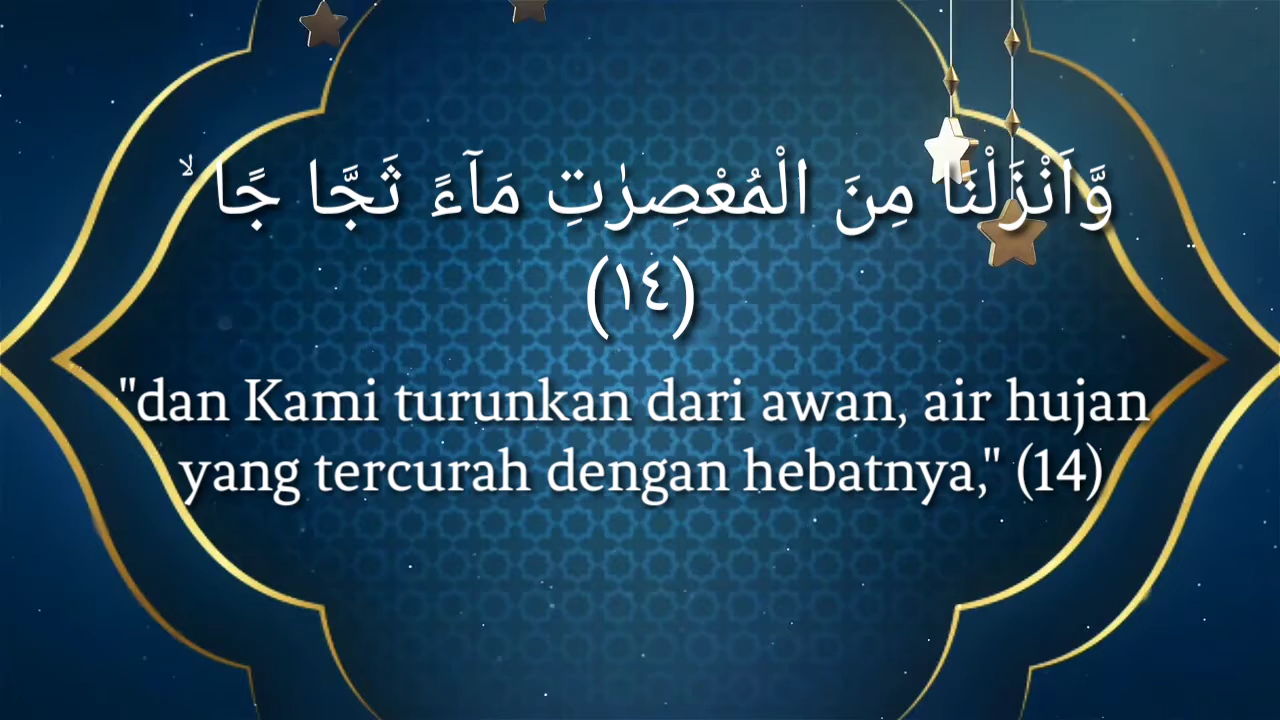 وَّاَنْزَلْنَا مِنَ الْمُعْصِرٰتِ مَآءً ثَجَّا جًا ۙ
(١٤)
"dan Kami turunkan dari awan, air hujan
yang tercurah dengan hebatnya," (14)